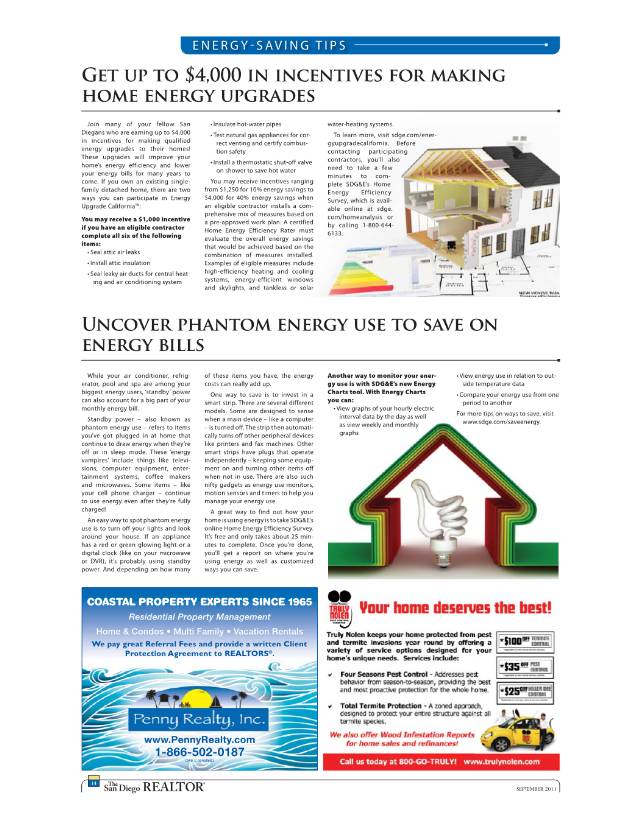 ENERGY-SAVING TIPS
GET UP TO $4,000 IN INCENTIVES FOR MAKING
HOME ENERGY UPGRADES
Join many of your fellow San
Diegans who are earning up to $4,000
in incentives for making qualified
energy upgrades to their homes!
These upgrades will improve your
home's energy efficiency and lower
your energy bills for many years to
come. If you own an existing single-
family detached home, there are two
ways you can participate in Energy
Upgrade California™.
You may receive a $1,000 incentive
if you have an eligible contractor
complete all six of the following
items:
• Seal attic air leaks
• Install attic insulation
• Seal leaky air ducts for central heat
ing and air conditioning system
• Insulate hot-water pipes
• Test natural gas appliances for cor-
rect venting and certify combus-
tion safety
• Install a thermostatic shut-off valve
on shower to save hot water
You may receive incentives ranging
from $1,250 for 10% energy savings to
$4,000 for 40% energy savings when
an eligible contractor installs a com-
prehensive mix of measures based on
a pre-approved work plan. A certified
Home Energy Efficiency Rater must
evaluate the overall energy savings
that would be achieved based on the
combination of measures installed.
Examples of eligible measures include
high-efficiency heating and cooling
systems, energy-efficient windows
and skylights, and tankless or solar
water-heating systems.
To learn more, visit sdge.com/ener-
gyupgradecalifornia. Before
contacting participating
contractors, you'll also
need to take a few
minutes to com-
plete SDG&E's Home
Energy Efficiency
Survey, which is avail-
able online at sdge.
com/homeanalysis or
by calling 1-800-644-
6133.
UNCOVER PHANTOM ENERGY USE TO SAVE ON
ENERGY BILLS
While your air conditioner, refrig-
erator, pool and spa are among your
biggest energy users, 'standby' power
can also account for a big part of your
monthly energy bill.
Standby power – also known as
phantom energy use – refers to items
you've got plugged in at home that
continue to draw energy when they're
off or in sleep mode. These 'energy
vampires' include things like televi-
sions, computer equipment, enter-
tainment systems, coffee makers
and microwaves. Some items – like
your cell phone charger – continue
to use energy even after they're fully
charged!
An easy way to spot phantom energy
use is to turn off your lights and look
around your house. If an appliance
has a red or green glowing light or a
digital clock (like on your microwave
or DVR), it's probably using standby
power. And depending on how many
of these items you have, the energy
costs can really add up.
One way to save is to invest in a
smart strip. There are several different
models. Some are designed to sense
when a main device – like a computer
– is turned off. The strip then automati-
cally turns off other peripheral devices
like printers and fax machines. Other
smart strips have plugs that operate
independently – keeping some equip-
ment on and turning other items off
when not in use. There are also such
nifty gadgets as energy use monitors,
motion sensors and timers to help you
manage your energy use.
A great way to find out how your
home is using energy is to take SDG&E's
online Home Energy Efficiency Survey.
It's free and only takes about 25 min-
utes to complete. Once you're done,
you'll get a report on where you're
using energy as well as customized
ways you can save.
Another way to monitor your ener-
gy use is with SDG&E's new Energy
Charts tool. With Energy Charts
you can:
• View graphs of your hourly electric
interval data by the day as well
as view weekly and monthly
graphs
• View energy use in relation to out-
side temperature data
• Compare your energy use from one
period to another
For more tips on ways to save, visit
www.sdge.com/saveenergy.
COASTAL PROPERTY EXPERTS SINCE 1965
Residential Property Management
Home & Condos • Multi Family • Vacation Rentals
We pay great Referral Fees and provide a written Client
Protection Agreement to REALTORS®.
Penny Realty, Inc.
www.PennyRealty.com
1-866-502-0187
TRULY
NOLEN
Your home deserves the best!
Truly Nolen keeps your home protected from pest
and termite invasions year round by offering a
variety of service options designed for your
home's unique needs. Services include:
✔ Four Seasons Pest Control - Addresses pest
behavior from season-to-season, providing the best
and most proactive protection for the whole home.
✔ Total Termite Protection - A zoned approach,
designed to protect your entire structure against all
termite species.
We also offer Wood Infestation Reports
for home sales and refinances!
$100 OFF TERMITE CONTROL
$35 OFF PEST CONTROL
$25 OFF
Call us today at 800-GO-TRULY! www.trulynolen.com
14
The
San Diego REALTOR®
SEPTEMBER 2011